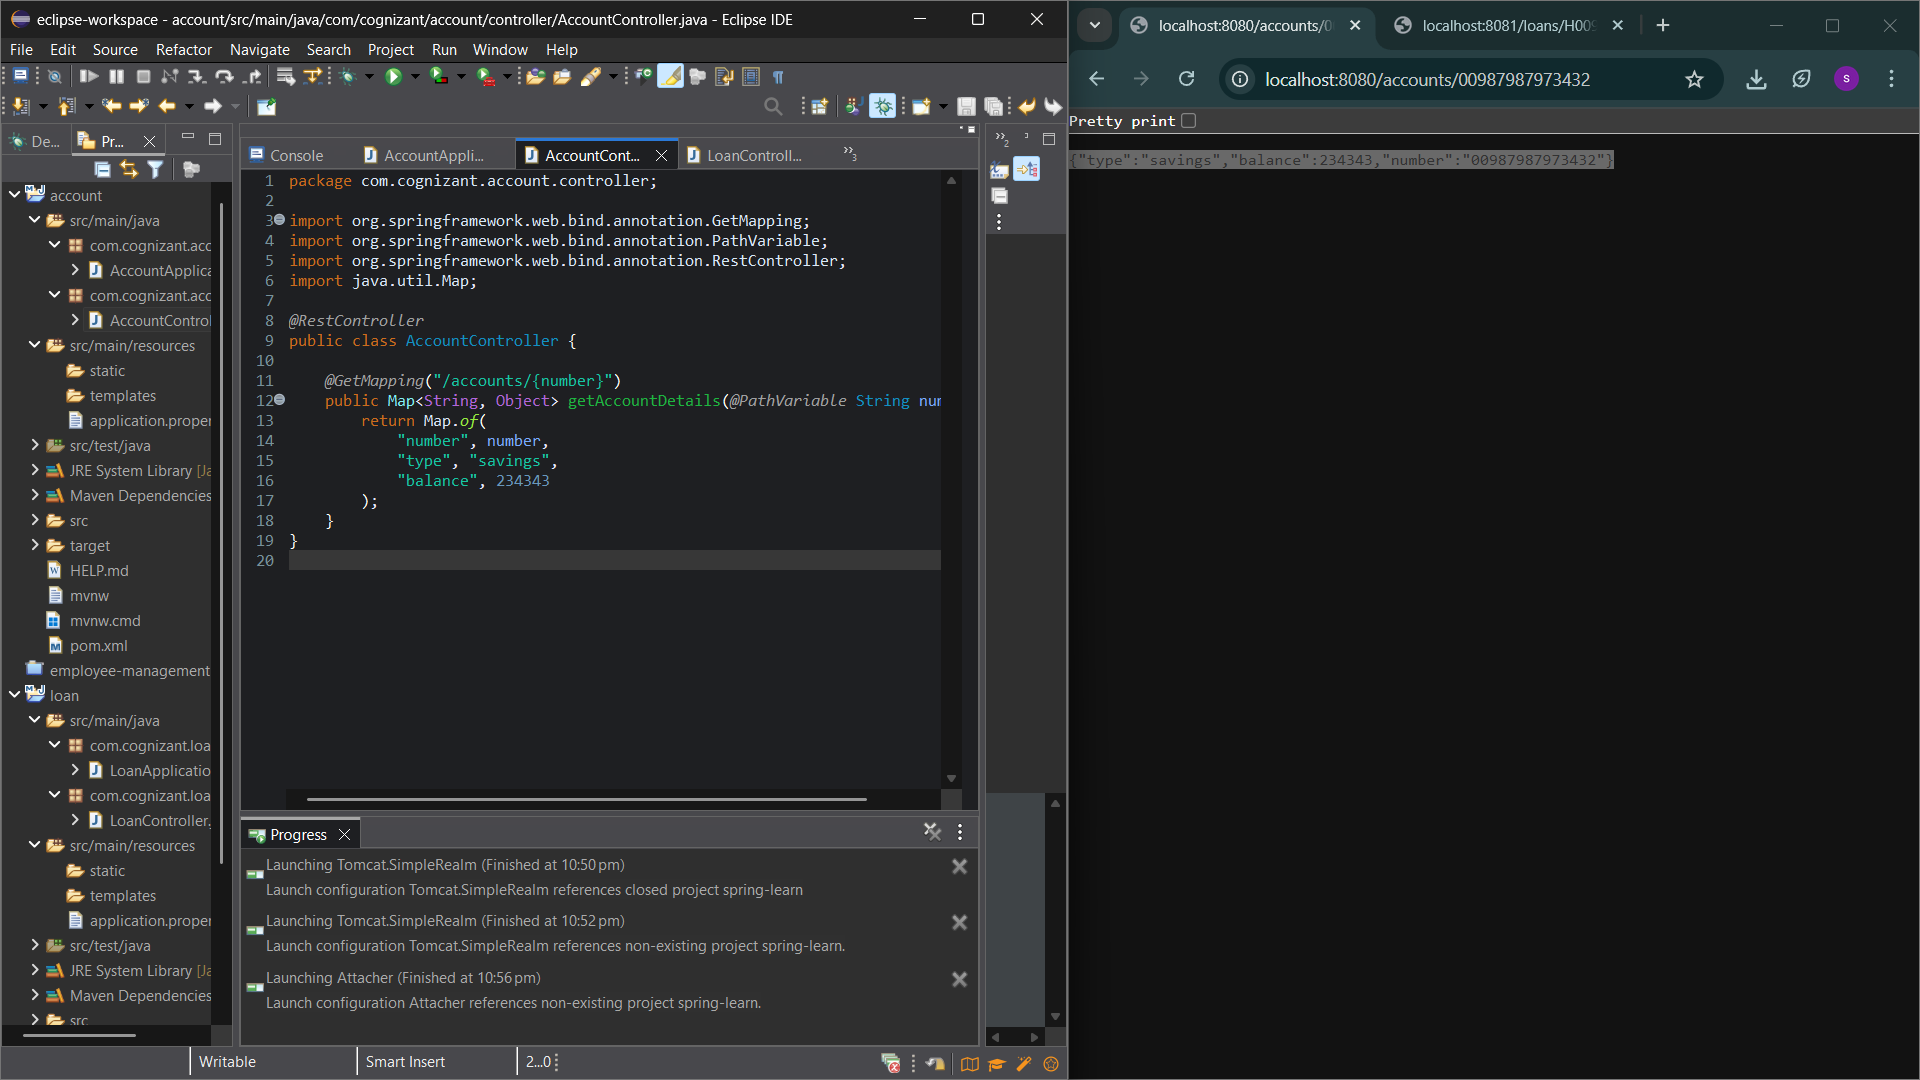 eclipse-workspace - account/src/main/java/com/cognizant/account/controller/AccountController.java - Eclipse IDE
File Edit Source Refactor Navigate Search Project Run Window Help
De... Pr...
account
src/main/java
com.cognizant.acc
AccountApplica
com.cognizant.acc
AccountControl
src/main/resources
static
templates
application.proper
src/test/java
JRE System Library [Ja
Maven Dependencies
src
target
HELP.md
mvnw
mvnw.cmd
pom.xml
employee-management
loan
src/main/java
com.cognizant.loa
LoanApplicatio
com.cognizant.loa
LoanController.
src/main/resources
static
templates
application.proper
src/test/java
JRE System Library [Ja
Maven Dependencies
src
Console AccountAppli... AccountCont... LoanControll... »3
1 package com.cognizant.account.controller;
2
3 import org.springframework.web.bind.annotation.GetMapping;
4 import org.springframework.web.bind.annotation.PathVariable;
5 import org.springframework.web.bind.annotation.RestController;
6 import java.util.Map;
7
8 @RestController
9 public class AccountController {
10
11 @GetMapping("/accounts/{number}")
12 public Map<String, Object> getAccountDetails(@PathVariable String num
13 return Map.of(
14 "number", number,
15 "type", "savings",
16 "balance", 234343
17 );
18 }
19 }
20
»2
Progress
Launching Tomcat.SimpleRealm (Finished at 10:50 pm)
Launch configuration Tomcat.SimpleRealm references closed project spring-learn
Launching Tomcat.SimpleRealm (Finished at 10:52 pm)
Launch configuration Tomcat.SimpleRealm references non-existing project spring-learn.
Launching Attacher (Finished at 10:56 pm)
Launch configuration Attacher references non-existing project spring-learn.
Writable Smart Insert 2...0
localhost:8080/accounts/0 localhost:8081/loans/H00
localhost:8080/accounts/00987987973432
S
Pretty print
{"type":"savings","balance":234343,"number":"00987987973432"}